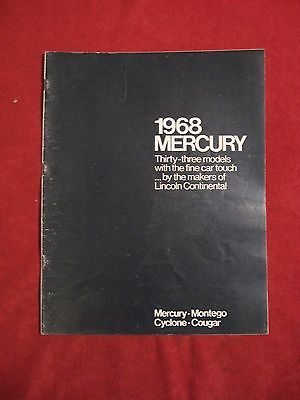 1968
MERCURY
Thirty-three models
with the fine car touch
...by the makers of
Lincoln Continental
Mercury•Montego
Cyclone•Cougar